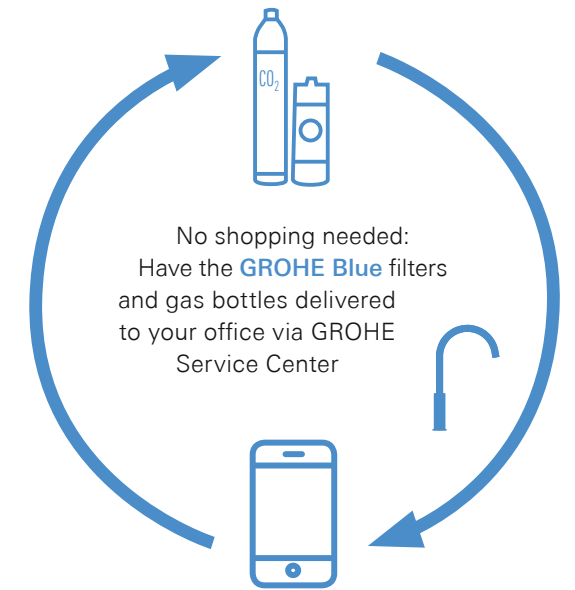 CO₂
No shopping needed:
Have the GROHE Blue filters
and gas bottles delivered
to your office via GROHE
Service Center